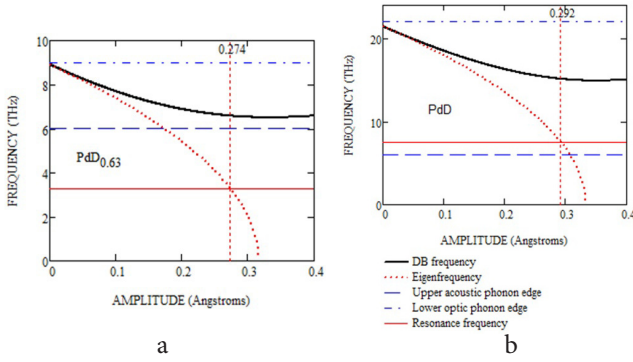 0.274
10
8
6
4
2
0
FREQUENCY (THz)
PdD0.63
0
0.1
0.2
0.3
0.4
AMPLITUDE (Angstroms)
a
0.292
20
10
0
FREQUENCY (THz)
PdD
0
0.1
0.2
0.3
0.4
AMPLITUDE (Angstroms)
DB frequency
Eigenfrequency
Upper acoustic phonon edge
Lower optic phonon edge
Resonance frequency
b